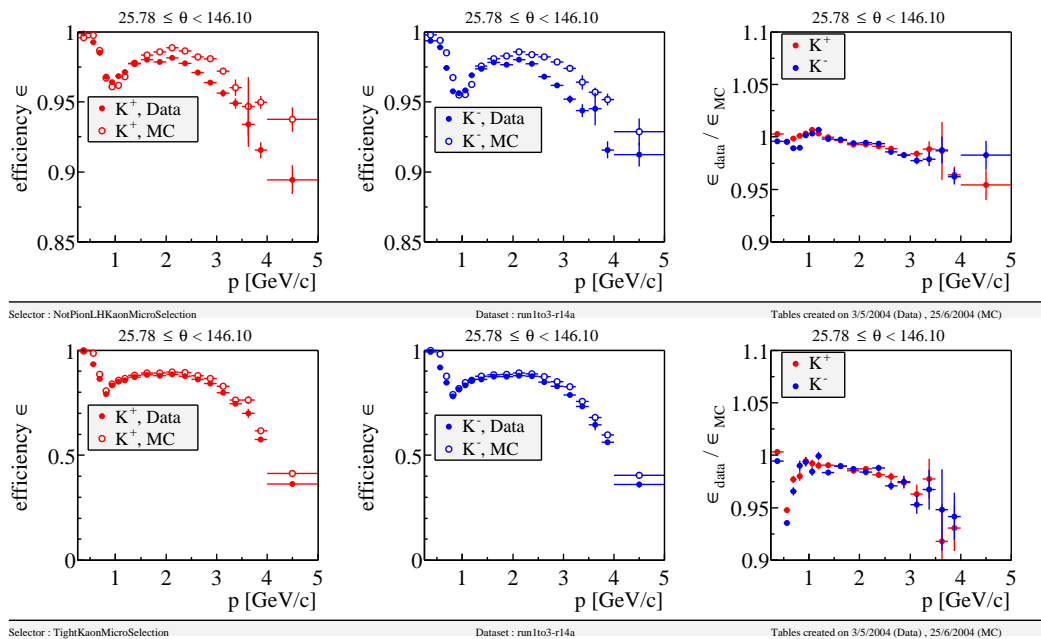 25.78 ≤ θ < 146.10
25.78 ≤ θ < 146.10
25.78 ≤ θ < 146.10
efficiency ϵ
1
0.95
0.9
0.85
K⁺, Data
K⁺, MC
1 2 3 4 5
p [GeV/c]
efficiency ϵ
1
0.95
0.9
0.85
K⁻, Data
K⁻, MC
1 2 3 4 5
p [GeV/c]
ϵ_data / ϵ_MC
1.1
1.05
1
0.95
0.9
K⁺
K⁻
0 1 2 3 4 5
p [GeV/c]
Selector : NotPionLHKaonMicroSelection
Dataset : run1to3-r14a
Tables created on 3/5/2004 (Data) , 25/6/2004 (MC)
25.78 ≤ θ < 146.10
25.78 ≤ θ < 146.10
25.78 ≤ θ < 146.10
efficiency ϵ
1
0.5
0
K⁺, Data
K⁺, MC
1 2 3 4 5
p [GeV/c]
efficiency ϵ
1
0.5
0
K⁻, Data
K⁻, MC
1 2 3 4 5
p [GeV/c]
ϵ_data / ϵ_MC
1.1
1.05
1
0.95
0.9
K⁺
K⁻
0 1 2 3 4 5
p [GeV/c]
Selector : TightKaonMicroSelection
Dataset : run1to3-r14a
Tables created on 3/5/2004 (Data) , 25/6/2004 (MC)